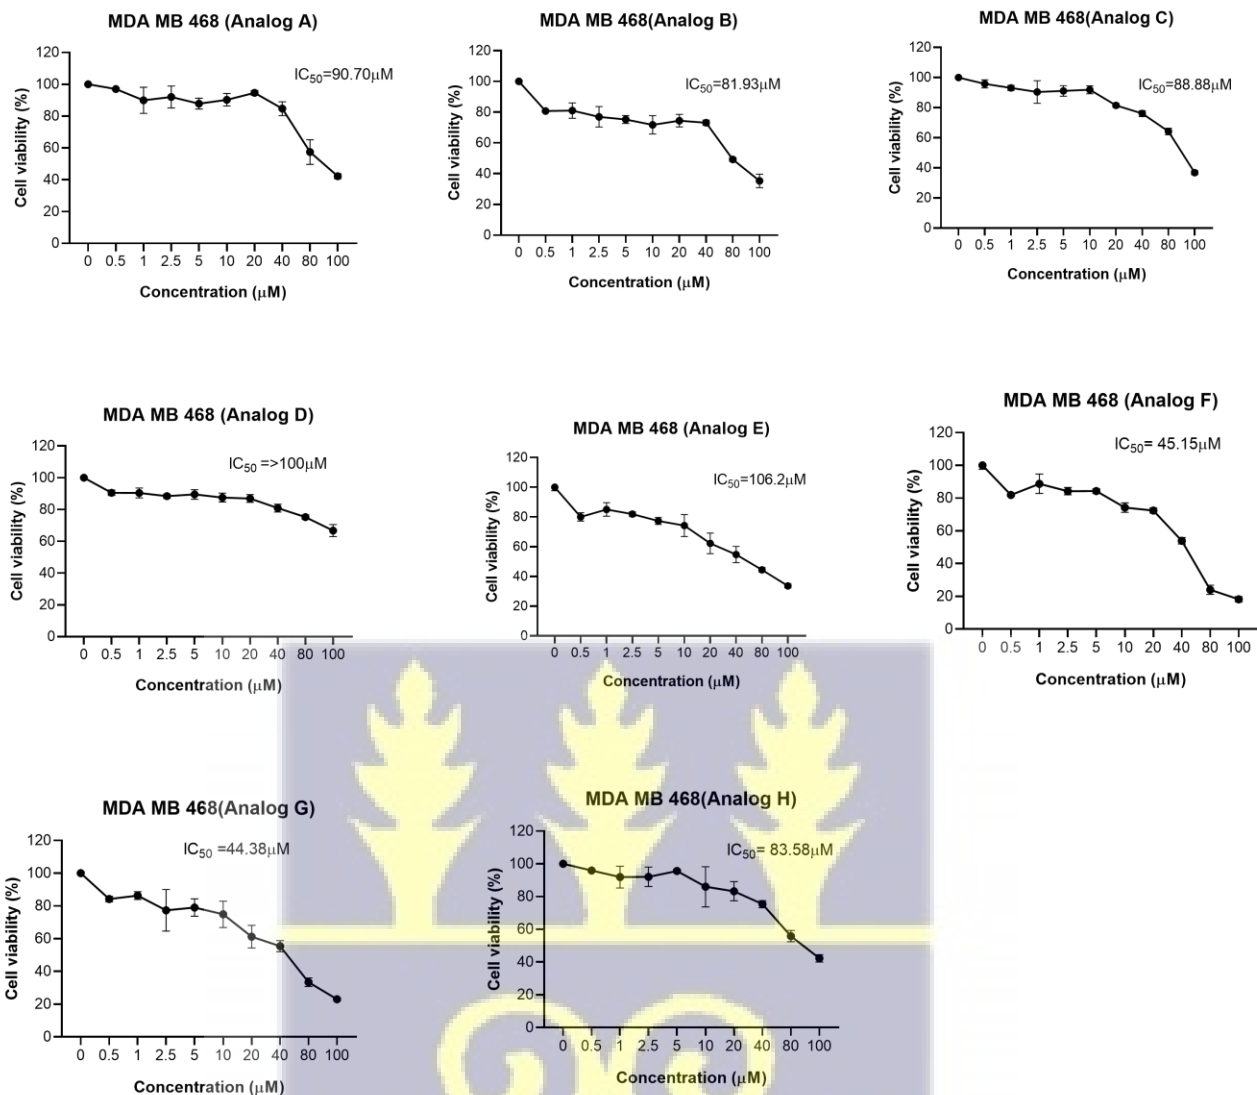 MDA MB 468 (Analog A)
IC50=90.70μM
Cell viability (%)
120
100
80
60
40
20
0
0 0.5 1 2.5 5 10 20 40 80 100
Concentration (μM)
MDA MB 468(Analog B)
IC50=81.93μM
Cell viability (%)
120
100
80
60
40
20
0
0 0.5 1 2.5 5 10 20 40 80 100
Concentration (μM)
MDA MB 468(Analog C)
IC50=88.88μM
Cell viability (%)
120
100
80
60
40
20
0
0 0.5 1 2.5 5 10 20 40 80 100
Concentration (μM)
MDA MB 468 (Analog D)
IC50 =>100μM
Cell viability (%)
120
100
80
60
40
20
0
0 0.5 1 2.5 5 10 20 40 80 100
Concentration (μM)
MDA MB 468 (Analog E)
IC50=106.2μM
Cell viability (%)
120
100
80
60
40
20
0
0 0.5 1 2.5 5 10 20 40 80 100
Concentration (μM)
MDA MB 468 (Analog F)
IC50= 45.15μM
Cell viability (%)
120
100
80
60
40
20
0
0 0.5 1 2.5 5 10 20 40 80 100
Concentration (μM)
MDA MB 468(Analog G)
IC50 =44.38μM
Cell viability (%)
120
100
80
60
40
20
0
0 0.5 1 2.5 5 10 20 40 80 100
Concentration (μM)
MDA MB 468(Analog H)
IC50= 83.58μM
Cell viability (%)
120
100
80
60
40
20
0
0 0.5 1 2.5 5 10 20 40 80 100
Concentration (μM)